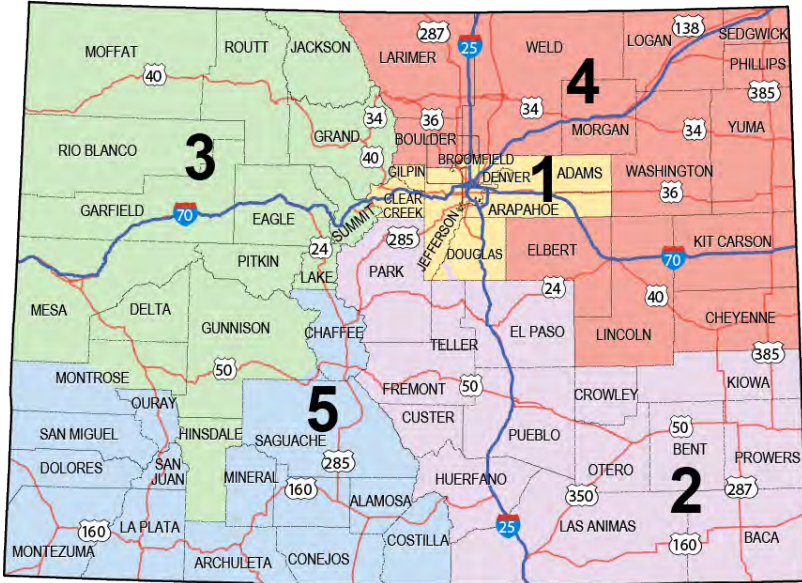 MOFFAT
ROUTT
JACKSON
LARIMER
287
25
WELD
LOGAN
138
SEDGWICK
PHILLIPS
385
40
34
40
GRAND
36
BOULDER
34
4
MORGAN
34
YUMA
RIO BLANCO
3
GILPIN
BROOMFIELD
DENVER
1
ADAMS
WASHINGTON
36
GARFIELD
70
EAGLE
SUMMIT
CLEAR
CREEK
JEFFERSON
ARAPAHOE
24
285
PITKIN
LAKE
PARK
DOUGLAS
ELBERT
70
KIT CARSON
MESA
DELTA
GUNNISON
CHAFFEE
TELLER
24
EL PASO
40
LINCOLN
CHEYENNE
385
MONTROSE
50
FREMONT
50
CROWLEY
KIOWA
OURAY
5
CUSTER
50
SAN MIGUEL
HINSDALE
SAGUACHE
PUEBLO
BENT
PROWERS
DOLORES
SAN
JUAN
MINERAL
285
HUERFANO
OTERO
2
287
160
ALAMOSA
350
160
LA PLATA
COSTILLA
25
LAS ANIMAS
160
BACA
MONTEZUMA
ARCHULETA
CONEJOS